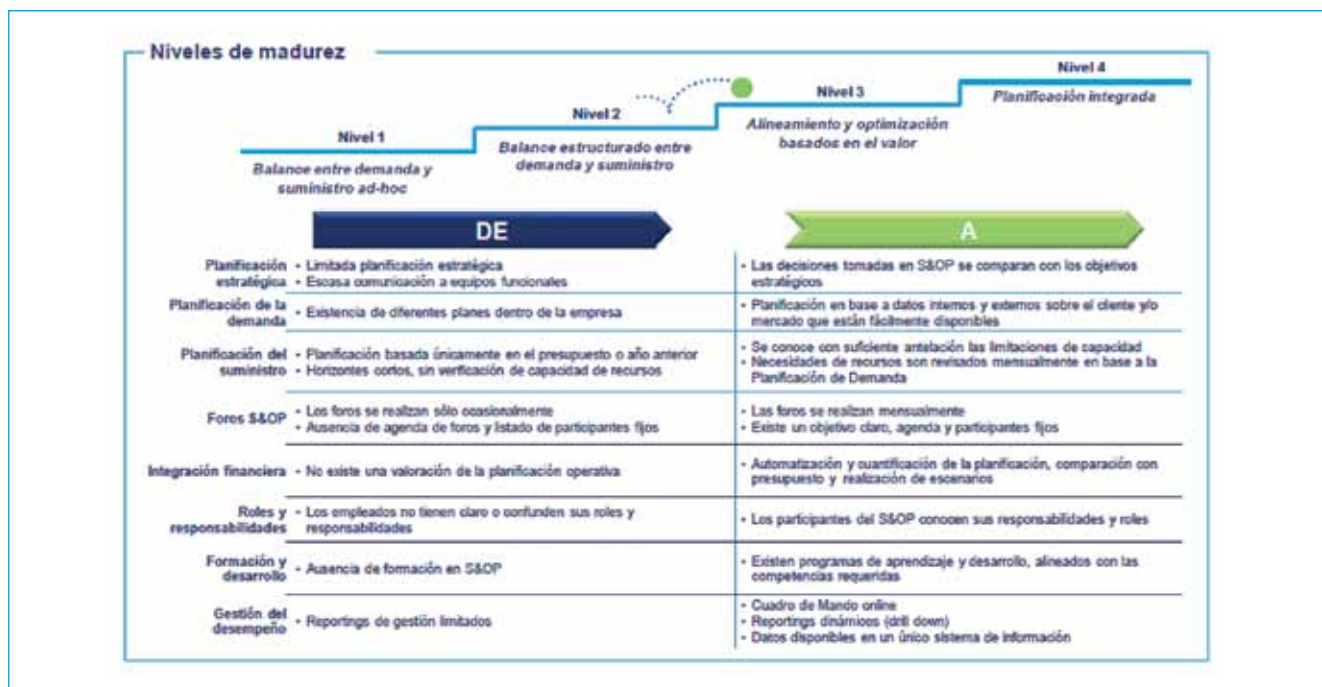 Niveles de madurez
Nivel 4
Planificación integrada
Nivel 3
Alineamiento y optimización
basados en el valor
Nivel 2
Balance estructurado entre
demanda y suministro
Nivel 1
Balance entre demanda y
suministro ad-hoc
DE
A
Planificación
estratégica
• Limitada planificación estratégica
• Escasa comunicación a equipos funcionales
• Las decisiones tomadas en S&OP se comparan con los objetivos
estratégicos
Planificación de la
demanda
• Existencia de diferentes planes dentro de la empresa
• Planificación en base a datos internos y externos sobre el cliente y/o
mercado que están fácilmente disponibles
Planificación del
suministro
• Planificación basada únicamente en el presupuesto o año anterior
• Horizontes cortos, sin verificación de capacidad de recursos
• Se conoce con suficiente antelación las limitaciones de capacidad
• Necesidades de recursos son revisados mensualmente en base a la
Planificación de Demanda
Foros S&OP
• Los foros se realizan sólo ocasionalmente
• Ausencia de agenda de foros y listado de participantes fijos
• Las foros se realizan mensualmente
• Existe un objetivo claro, agenda y participantes fijos
Integración financiera
• No existe una valoración de la planificación operativa
• Automatización y cuantificación de la planificación, comparación con
presupuesto y realización de escenarios
Roles y
responsabilidades
• Los empleados no tienen claro o confunden sus roles y
responsabilidades
• Los participantes del S&OP conocen sus responsabilidades y roles
Formación y
desarrollo
• Ausencia de formación en S&OP
• Existen programas de aprendizaje y desarrollo, alineados con las
competencias requeridas
Gestión del
desempeño
• Reportings de gestión limitados
• Cuadro de Mando online
• Reportings dinámicos (drill down)
• Datos disponibles en un único sistema de información